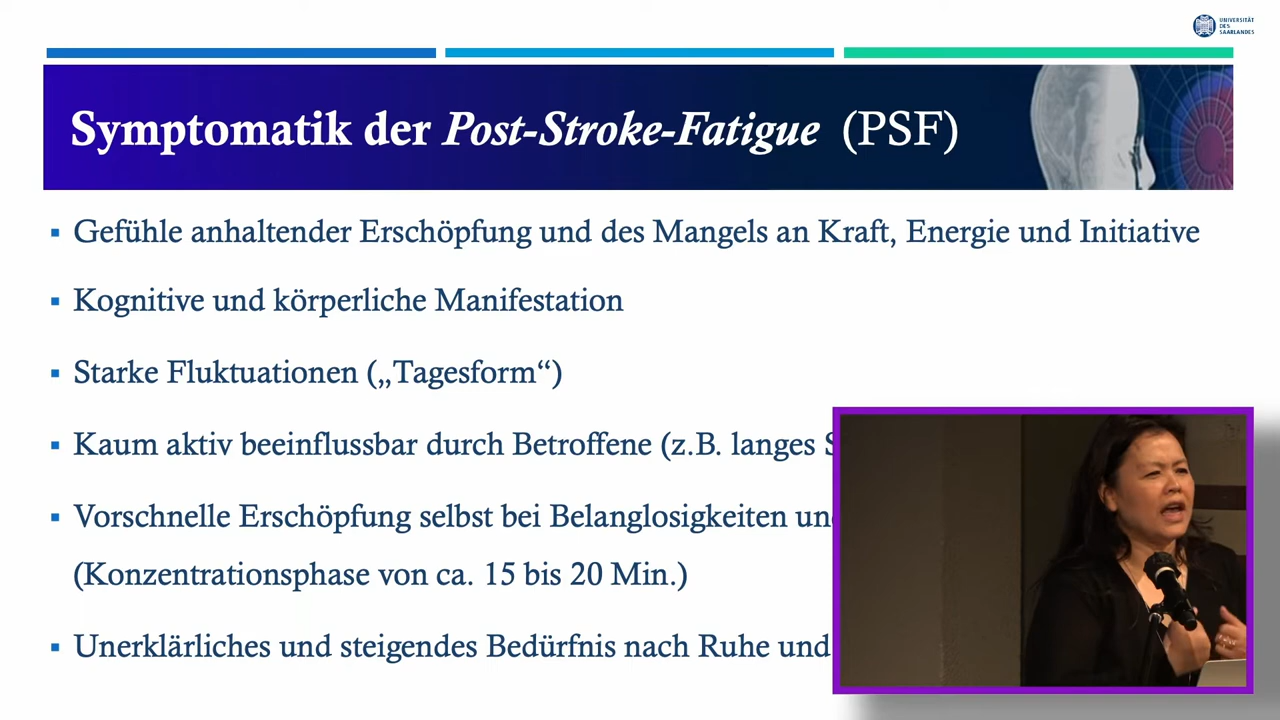 UNIVERSITÄT
DES
SAARLANDES
Symptomatik der Post-Stroke-Fatigue (PSF)
▪ Gefühle anhaltender Erschöpfung und des Mangels an Kraft, Energie und Initiative
▪ Kognitive und körperliche Manifestation
▪ Starke Fluktuationen („Tagesform“)
▪ Kaum aktiv beeinflussbar durch Betroffene (z.B. langes
▪ Vorschnelle Erschöpfung selbst bei Belanglosigkeiten
(Konzentrationsphase von ca. 15 bis 20 Min.)
▪ Unerklärliches und steigendes Bedürfnis nach Ruhe und